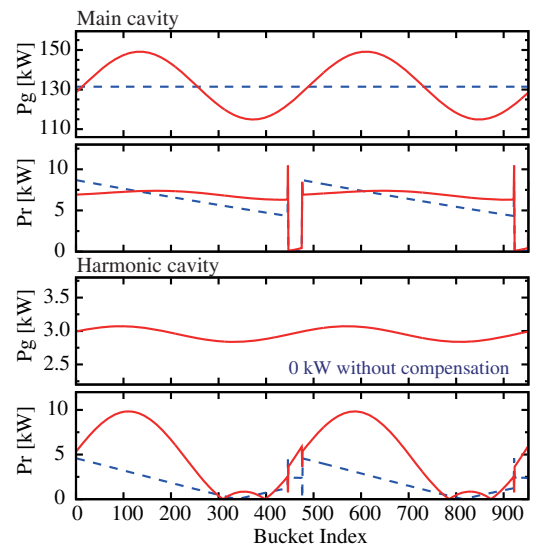 Main cavity
Pg [kW]
150
130
110
Pr [kW]
10
5
0
Harmonic cavity
Pg [kW]
3.5
3.0
2.5
0 kW without compensation
Pr [kW]
10
5
0
0 100 200 300 400 500 600 700 800 900
Bucket Index